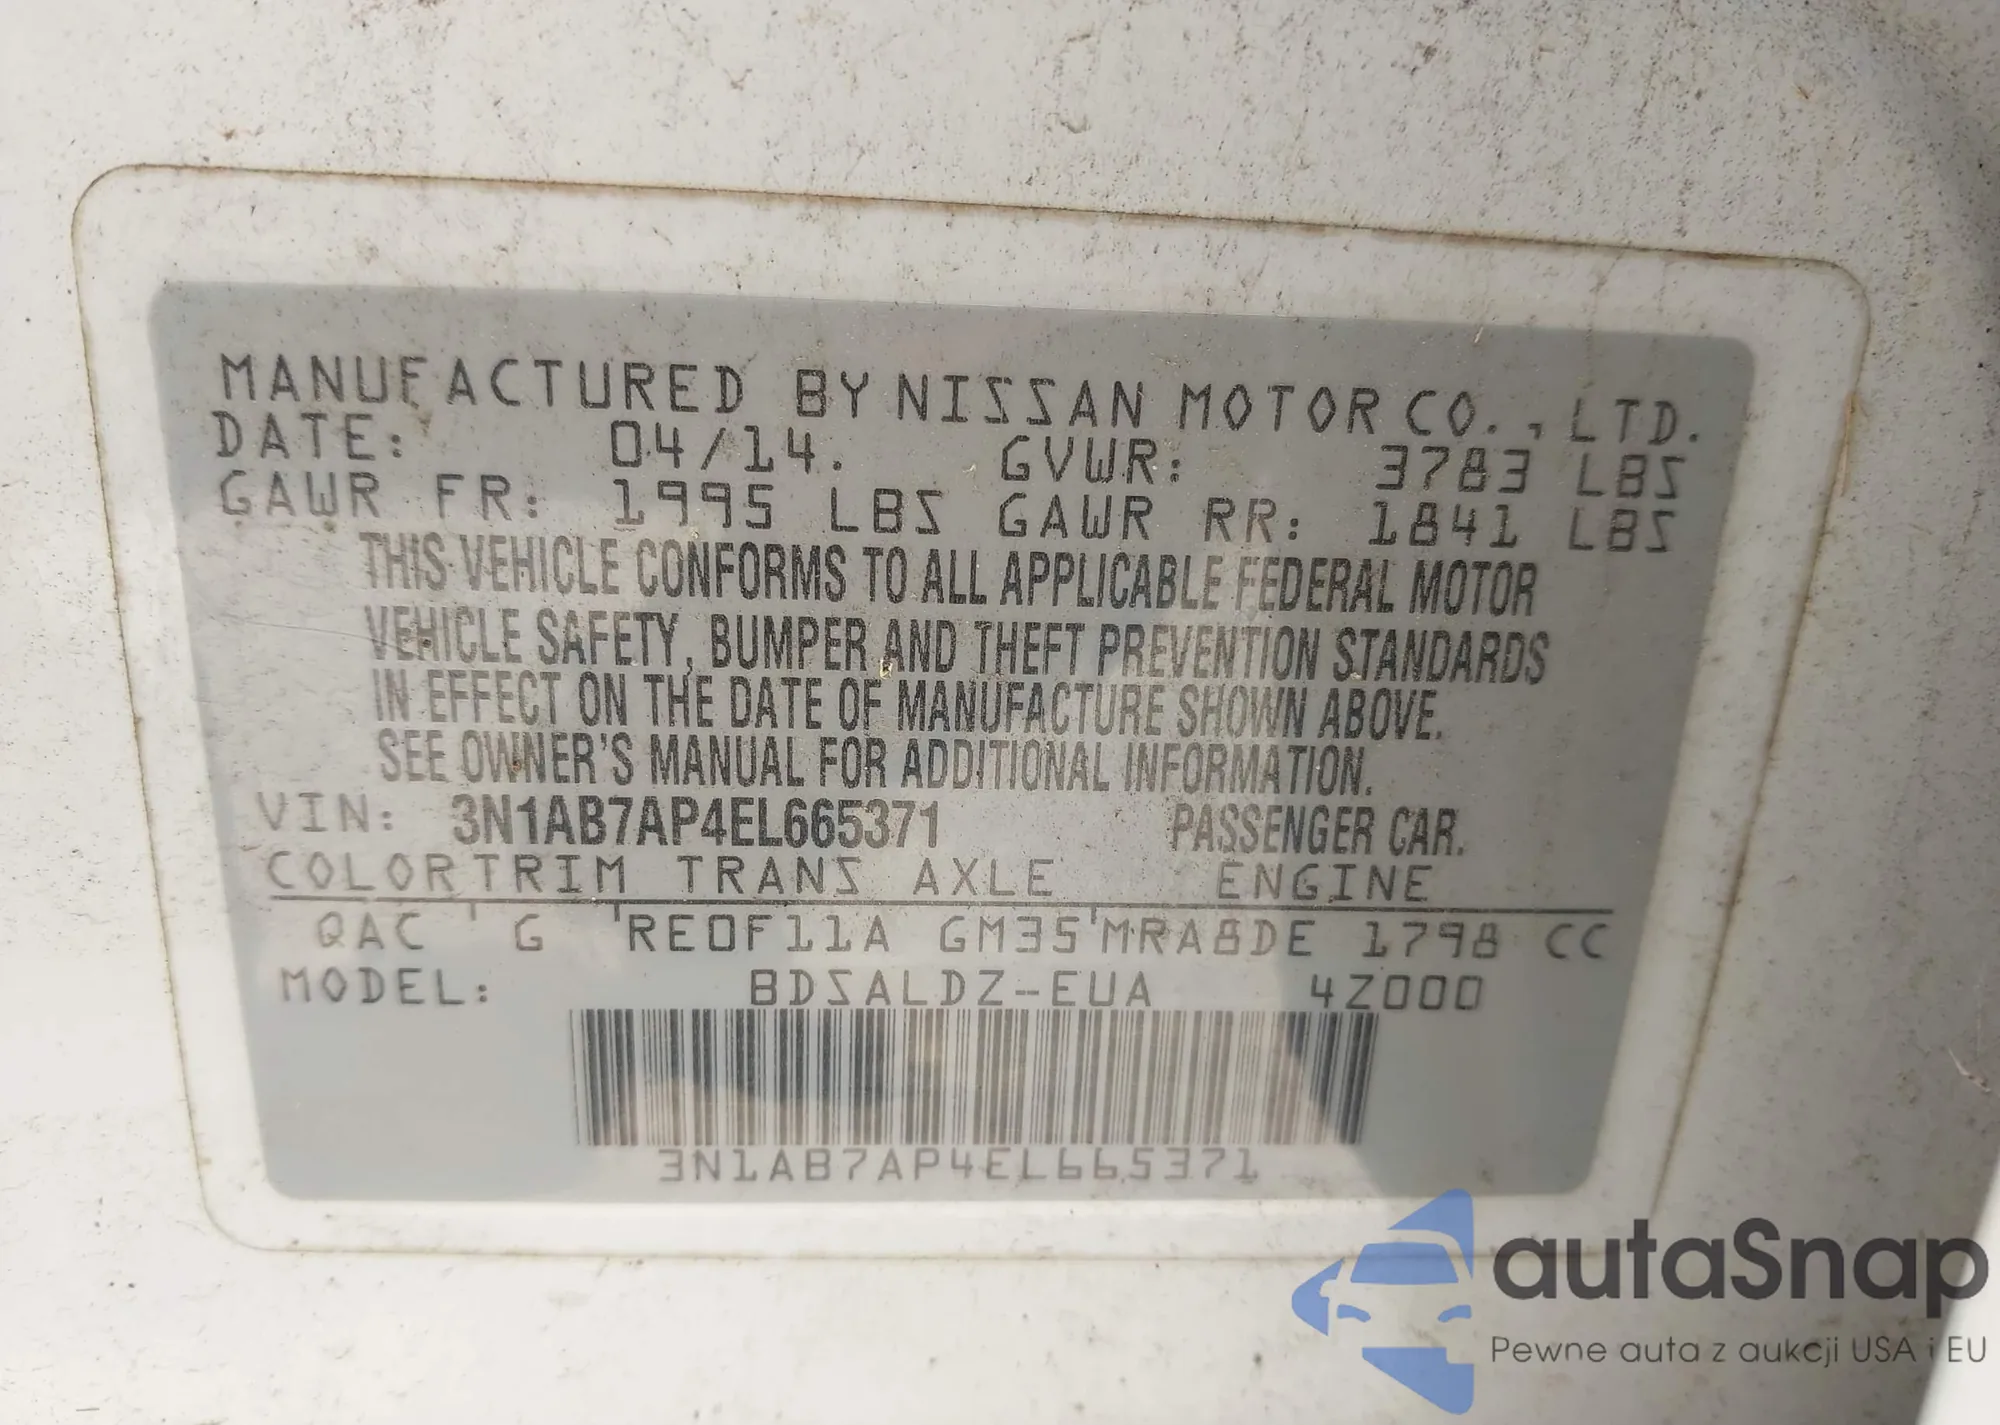 MANUFACTURED BY NISSAN MOTOR CO., LTD.
DATE: 04/14. GVWR: 3783 LBS
GAWR FR: 1995 LBS GAWR RR: 1841 LBS
THIS VEHICLE CONFORMS TO ALL APPLICABLE FEDERAL MOTOR
VEHICLE SAFETY, BUMPER AND THEFT PREVENTION STANDARDS
IN EFFECT ON THE DATE OF MANUFACTURE SHOWN ABOVE.
SEE OWNER'S MANUAL FOR ADDITIONAL INFORMATION.
VIN: 3N1AB7AP4EL665371 PASSENGER CAR.
COLOR TRIM TRANS AXLE ENGINE
QAC G RE0F11A GM35 MRA8DE 1798 CC
MODEL: BDSALDZ-EUA 4Z000
3N1AB7AP4EL665371
autoSnap
Pewne auta z aukcji USA i EU